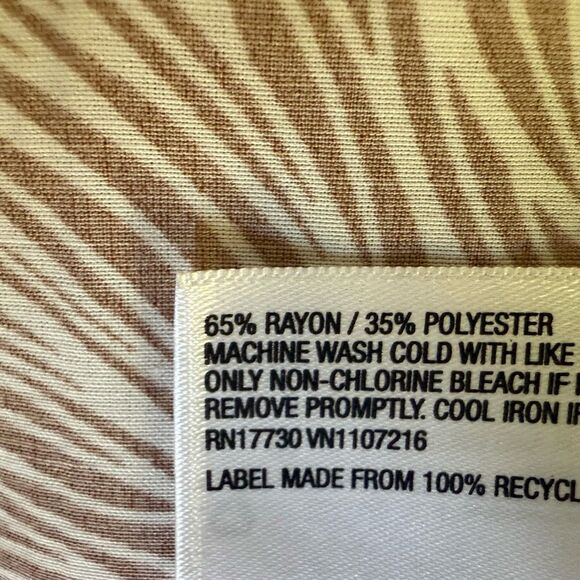 65% RAYON / 35% POLYESTER
MACHINE WASH COLD WITH LIKE
ONLY NON-CHLORINE BLEACH IF
REMOVE PROMPTLY. COOL IRON IF
RN17730 VN1107216
LABEL MADE FROM 100% RECYCL